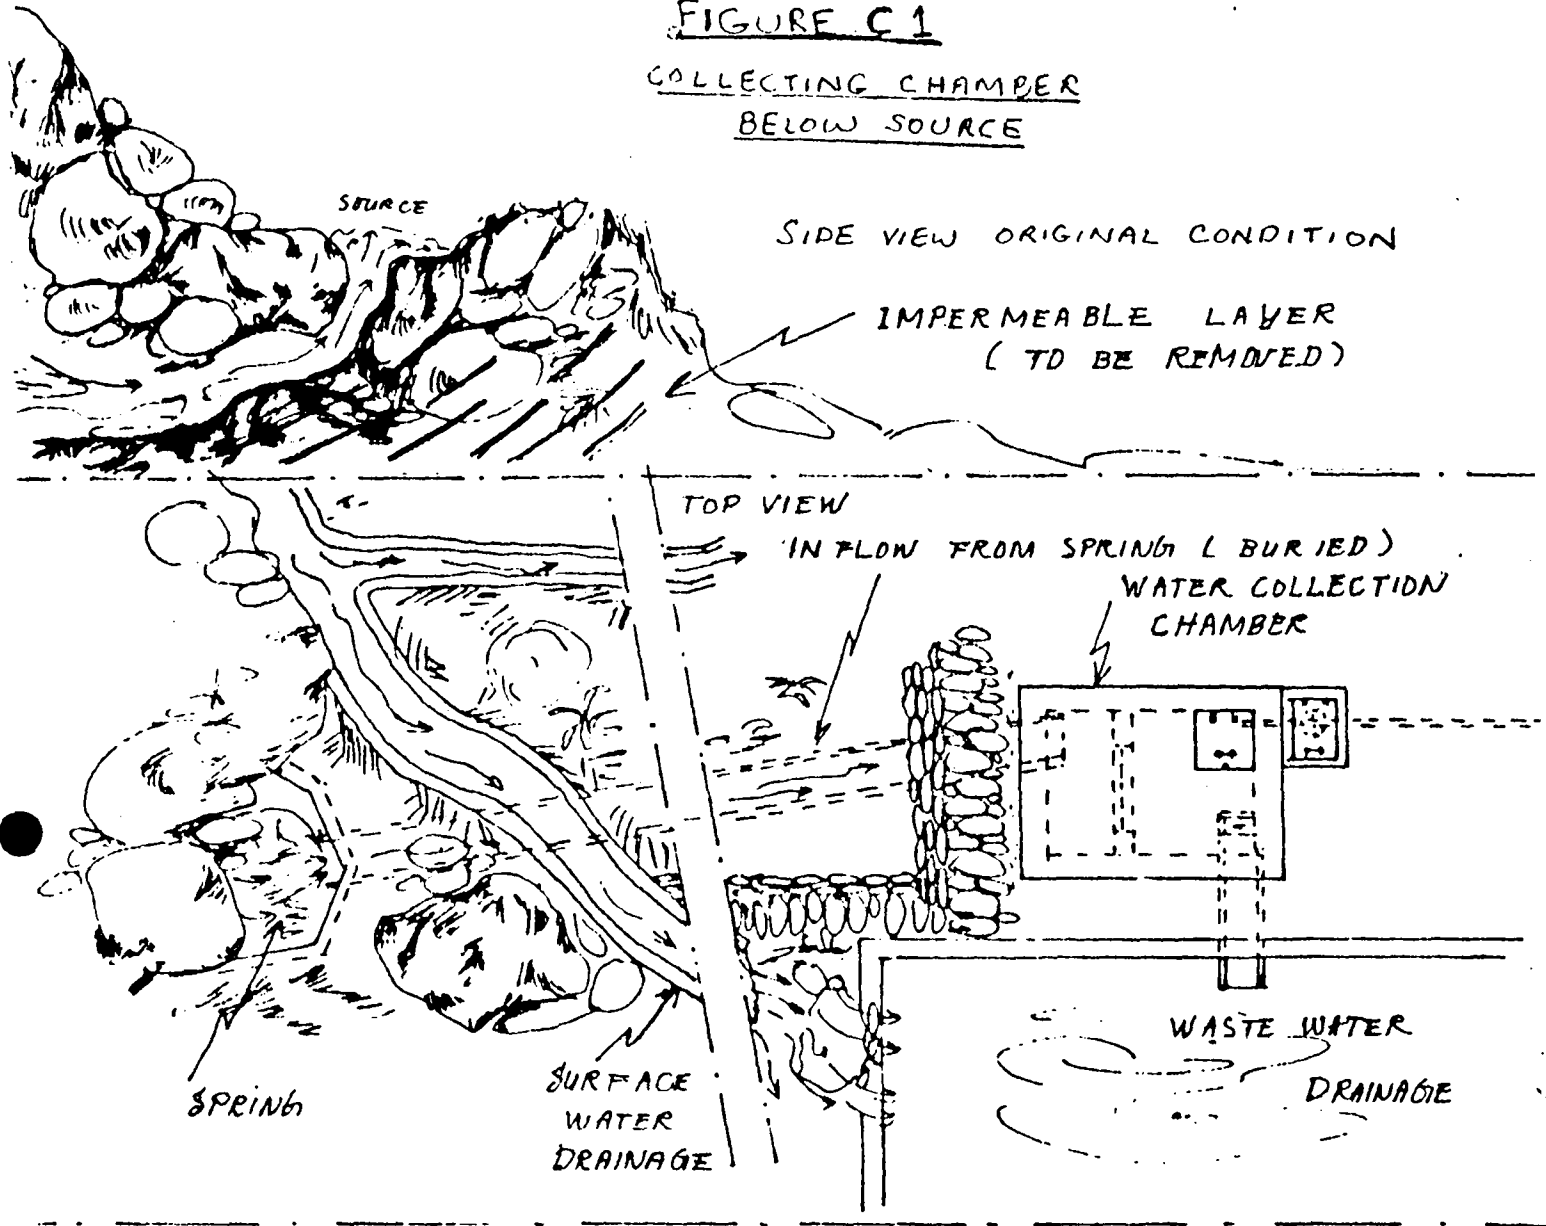 FIGURE C1
COLLECTING CHAMBER
BELOW SOURCE
SOURCE
SIDE VIEW ORIGINAL CONDITION
IMPERMEABLE LAYER
(TO BE REMOVED)
TOP VIEW
INFLOW FROM SPRING (BURIED)
WATER COLLECTION
CHAMBER
WASTE WATER
DRAINAGE
SPRING
SURFACE
WATER
DRAINAGE